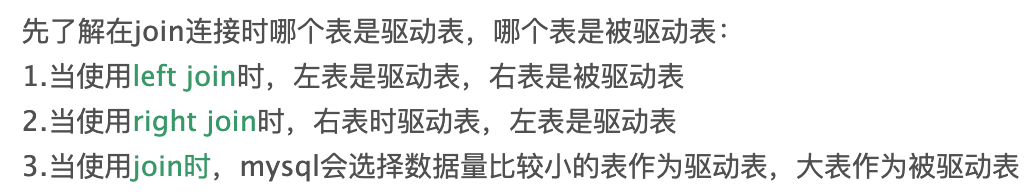 先了解在join连接时哪个表是驱动表，哪个表是被驱动表：
1.当使用left join时，左表是驱动表，右表是被驱动表
2.当使用right join时，右表时驱动表，左表是驱动表
3.当使用join时，mysql会选择数据量比较小的表作为驱动表，大表作为被驱动表